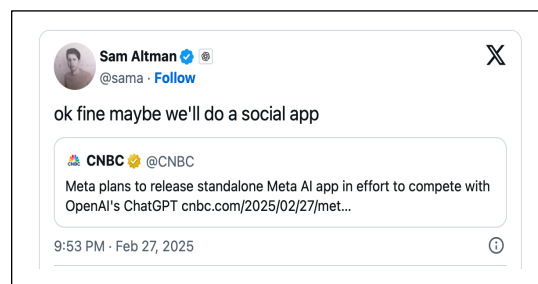 Sam Altman
@sama · Follow
ok fine maybe we'll do a social app
CNBC @CNBC
Meta plans to release standalone Meta AI app in effort to compete with
OpenAI's ChatGPT cnbc.com/2025/02/27/met...
9:53 PM · Feb 27, 2025